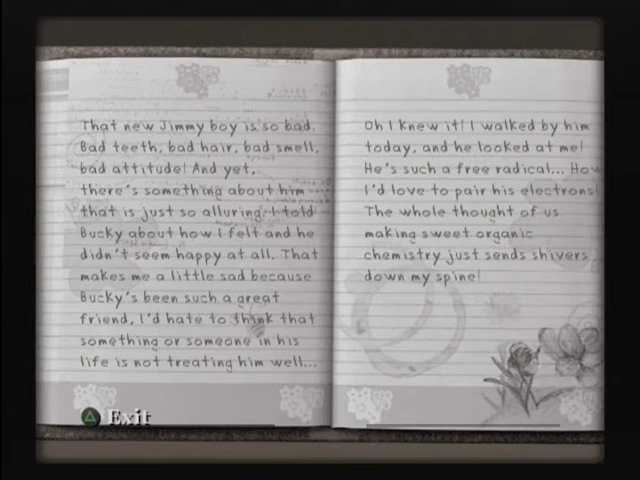 That new Jimmy boy is so bad.
Bad teeth, bad hair, bad smell,
bad attitude! And yet,
there's something about him
that is just so alluring. I told
Bucky about how I felt and he
didn't seem happy at all. That
makes me a little sad because
Bucky's been such a great
friend, I'd hate to think that
something or someone in his
life is not treating him well...
Oh I knew it! I walked by him
today, and he looked at me!
He's such a free radical... How
I'd love to pair his electrons!
The whole thought of us
making sweet organic
chemistry just sends shivers
down my spine!
Exit